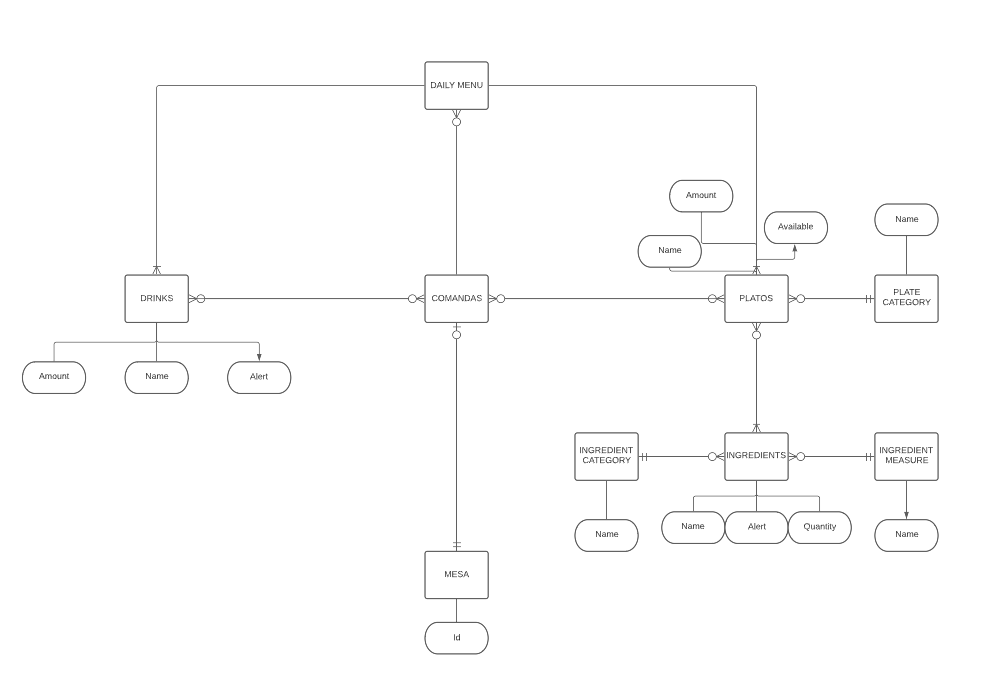 DAILY MENU
Amount
Available
Name
Name
DRINKS
COMANDAS
PLATOS
PLATE
CATEGORY
Amount
Name
Alert
INGREDIENT
CATEGORY
INGREDIENTS
INGREDIENT
MEASURE
Name
Name
Alert
Quantity
Name
MESA
Id